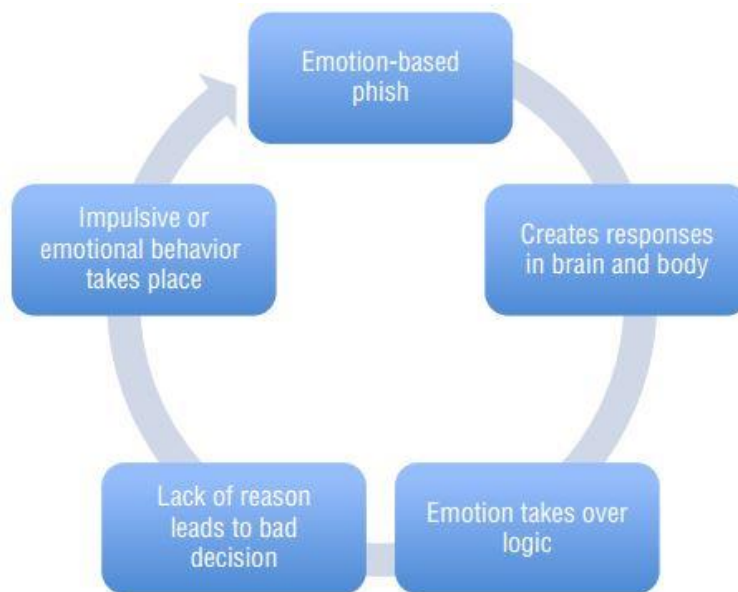 Emotion-based
phish
Creates responses
in brain and body
Emotion takes over
logic
Lack of reason
leads to bad
decision
Impulsive or
emotional behavior
takes place